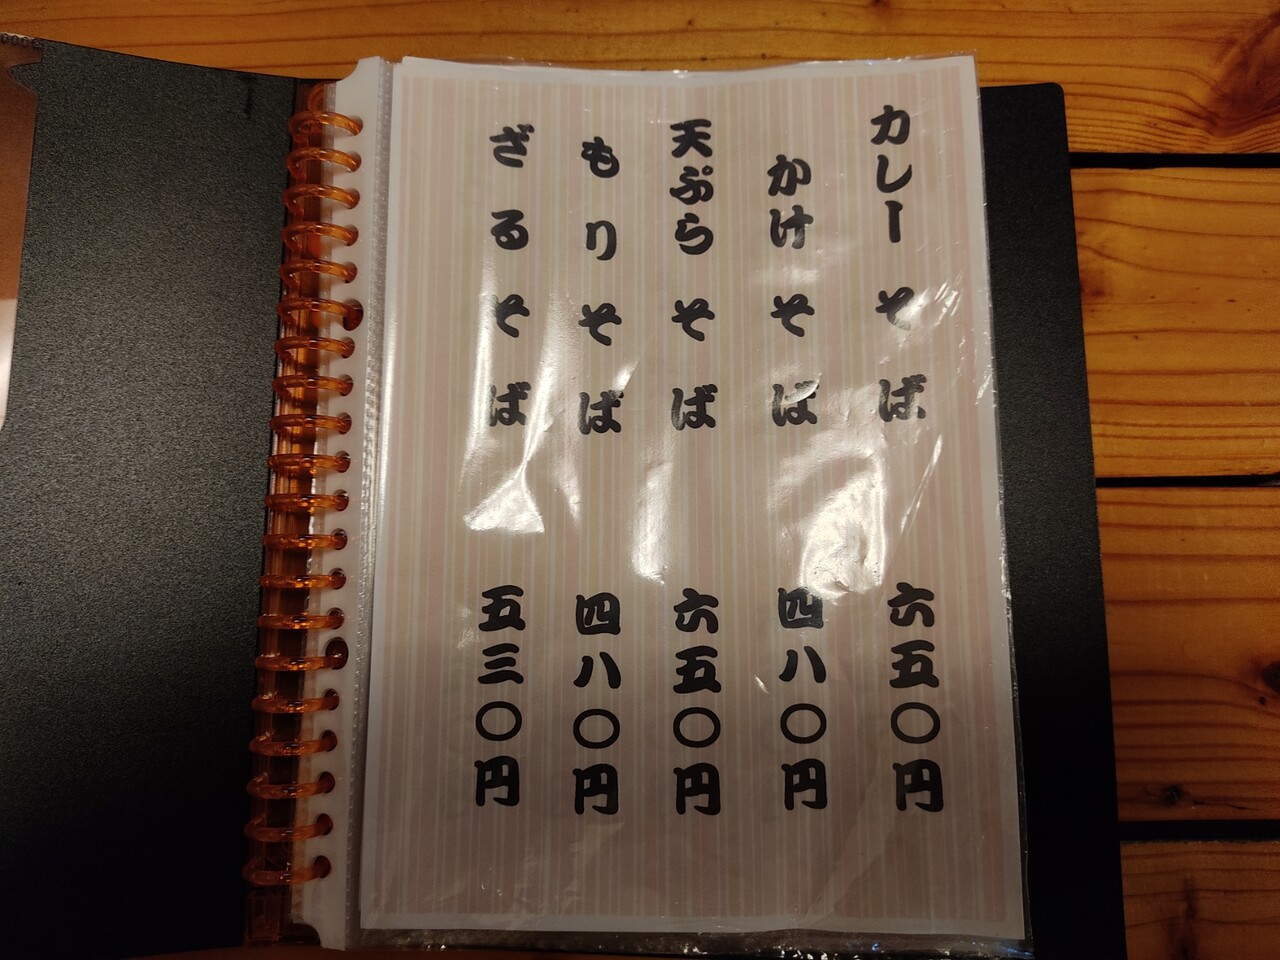 カレーそば 六五〇円
かけそば 四八〇円
天ぷらそば 六五〇円
もりそば 四八〇円
ざるそば 五三〇円